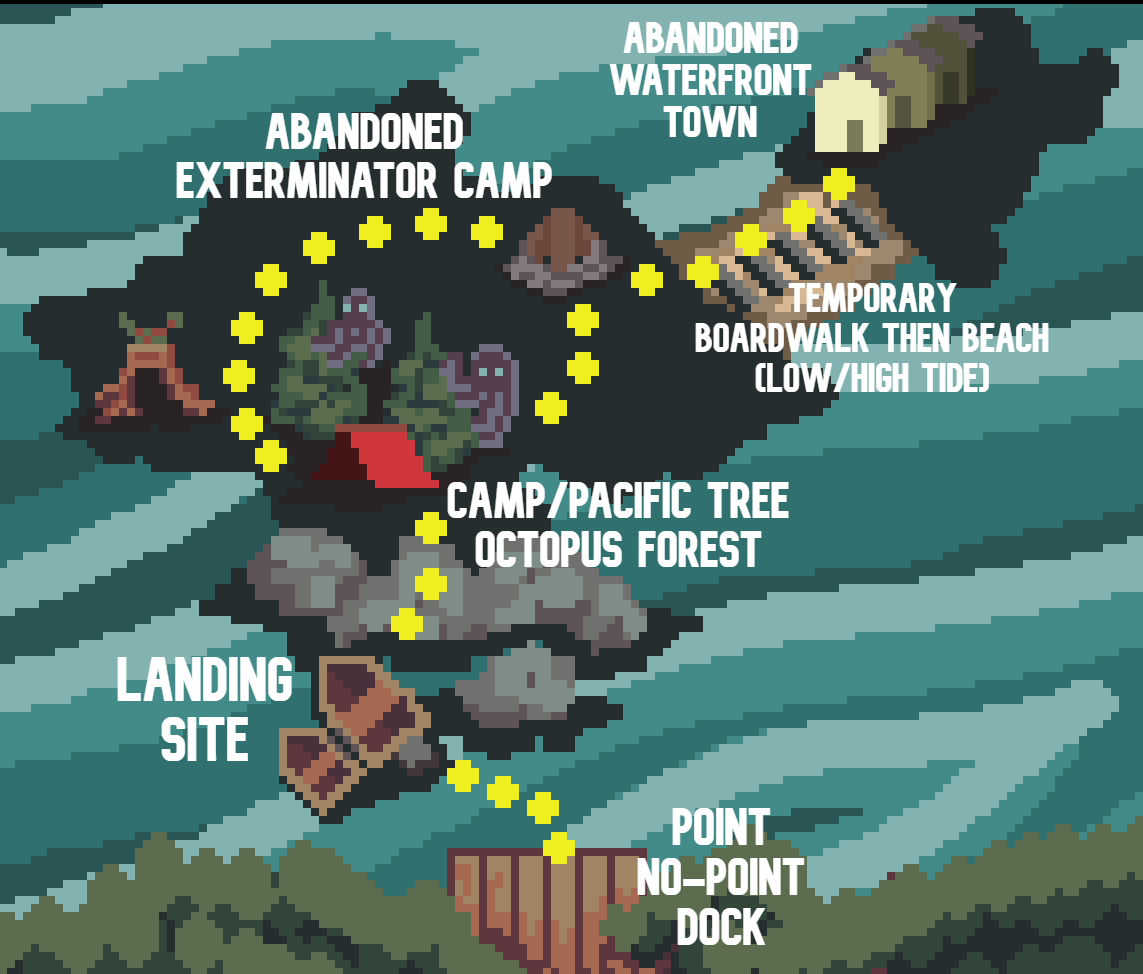 ABANDONED
WATERFRONT
TOWN
ABANDONED
EXTERMINATOR CAMP
TEMPORARY
BOARDWALK THEN BEACH
(LOW/HIGH TIDE)
CAMP/PACIFIC TREE
OCTOPUS FOREST
LANDING
SITE
POINT
NO-POINT
DOCK